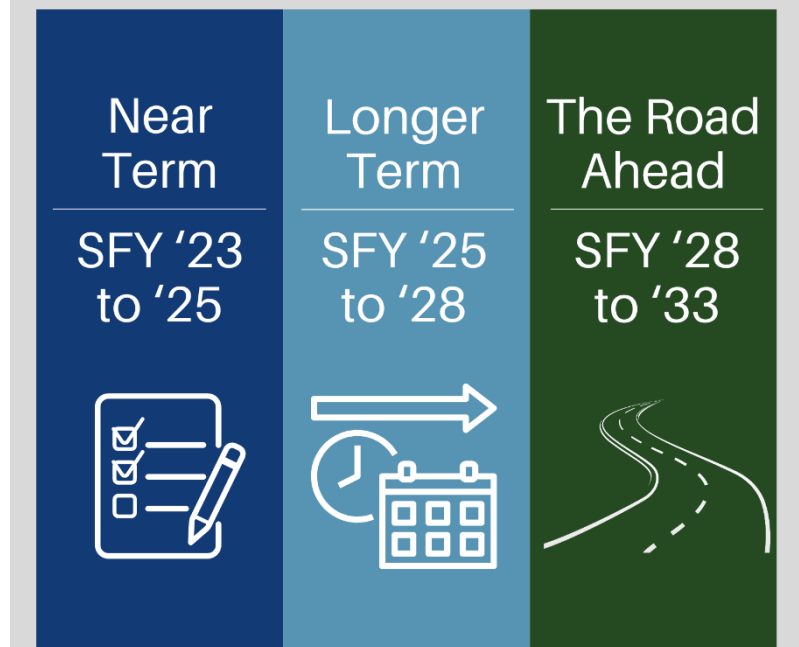 Near
Term
SFY ‘23
to ‘25
Longer
Term
SFY ‘25
to ‘28
The Road
Ahead
SFY ‘28
to ‘33